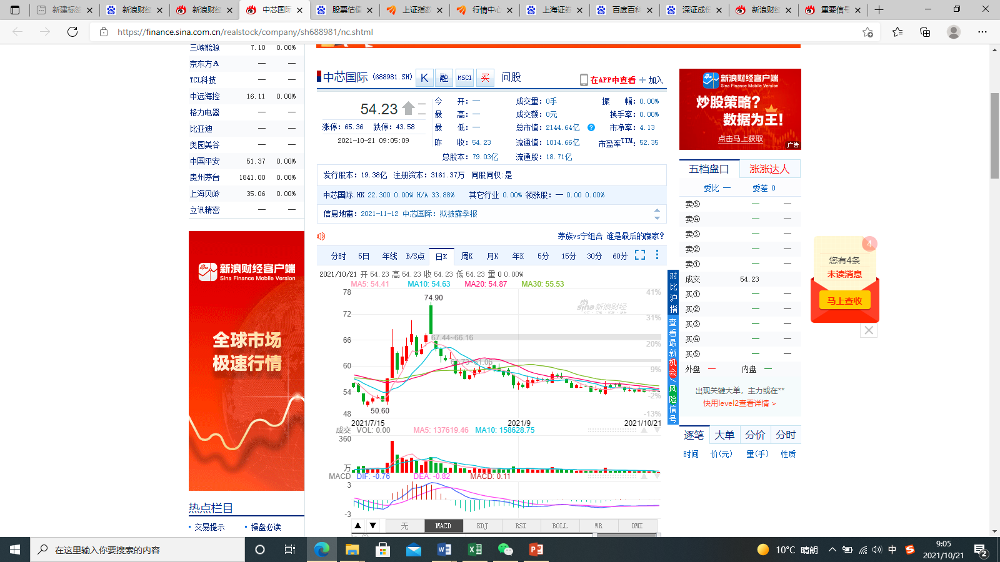 新建标签
新浪财经
新浪财经
中芯国际
股票估值
上证指数
行情中心
上海证券
百度百科
深证成份
新浪财经
重要信号
https://finance.sina.com.cn/realstock/company/sh688981/nc.shtml
三峡能源 7.10 0.00%
京东方A — —
TCL科技 — —
中远海控 16.11 0.00%
格力电器 — —
比亚迪 — —
奥园美谷 — —
中国平安 51.37 0.00%
贵州茅台 1841.00 0.00%
上海贝岭 35.06 0.00%
立讯精密 — —
新浪财经客户端
Sina Finance Mobile Version
全球市场
极速行情
热点栏目
交易提示 操盘必读
中芯国际 (688981.SH) K 融 MSCI 买 问股
在APP中查看 + 加入
54.23 — —
涨停: 65.36 跌停: 43.58
2021-10-21 09:05:09
今 开: — 成交量: 0手 振 幅: 0.00%
最 高: — 成交额: 0元 换手率: 0.00%
最 低: — 总市值: 2144.64亿 ? 市净率: 4.13
昨 收: 54.23 流通值: 1014.66亿 市盈率TTM: 52.35
总股本: 79.03亿 流通股: 18.71亿
发行股本: 19.38亿 注册资本: 3161.37万 同股同权:是
中芯国际.HK 22.300 0.00% H/A 33.88% 其它行业 0.00% 领涨股: — 0.00 0.00%
信息地雷: 2021-11-12 中芯国际: 拟披露季报
茅族vs宁组合 谁是最后的赢家?
分时 5日 年线 B/S点 日K 周K 月K 年K 5分 15分 30分 60分
2021/10/21 开 54.23 高 54.23 收 54.23 低 54.23 量 0 0.00%
MA5: 54.41 MA10: 54.63 MA20: 54.87 MA30: 55.53
78 41%
74.90
sina 新浪财经
72 31%
67.44~66.16
66 20%
60 9%
54 -2%
50.60
48 -13%
2021/7/15 2021/9 2021/10/21
成交 VOL: 0.00 MA5: 137619.46 MA10: 158628.75
360
万
MACD DIF: -0.76 DEA: -0.82 MACD: 0.11
3
-3
▲ ▼ 无 MACD KDJ RSI BOLL WR DMI
对比沪指
查看最新机会/风险信号
新浪财经客户端
Sina Finance Mobile Version
炒股策略?
数据为王!
点击马上获取
广告
五档盘口 涨涨达人
委比 — 委差 0
卖⑤ — —
卖④ — —
卖③ — —
卖② — —
卖① — —
成交 54.23
买① — —
买② — —
买③ — —
买④ — —
买⑤ — —
外盘 — 内盘 —
出现关键大单，主力或在**
快用level2查看详情 >
逐笔 大单 分价 分时
时间 价(元) 量(手) 性质
4
您有4条
未读消息
马上查收
在这里输入你要搜索的内容
10°C 晴朗
中
9:05
2021/10/21
2